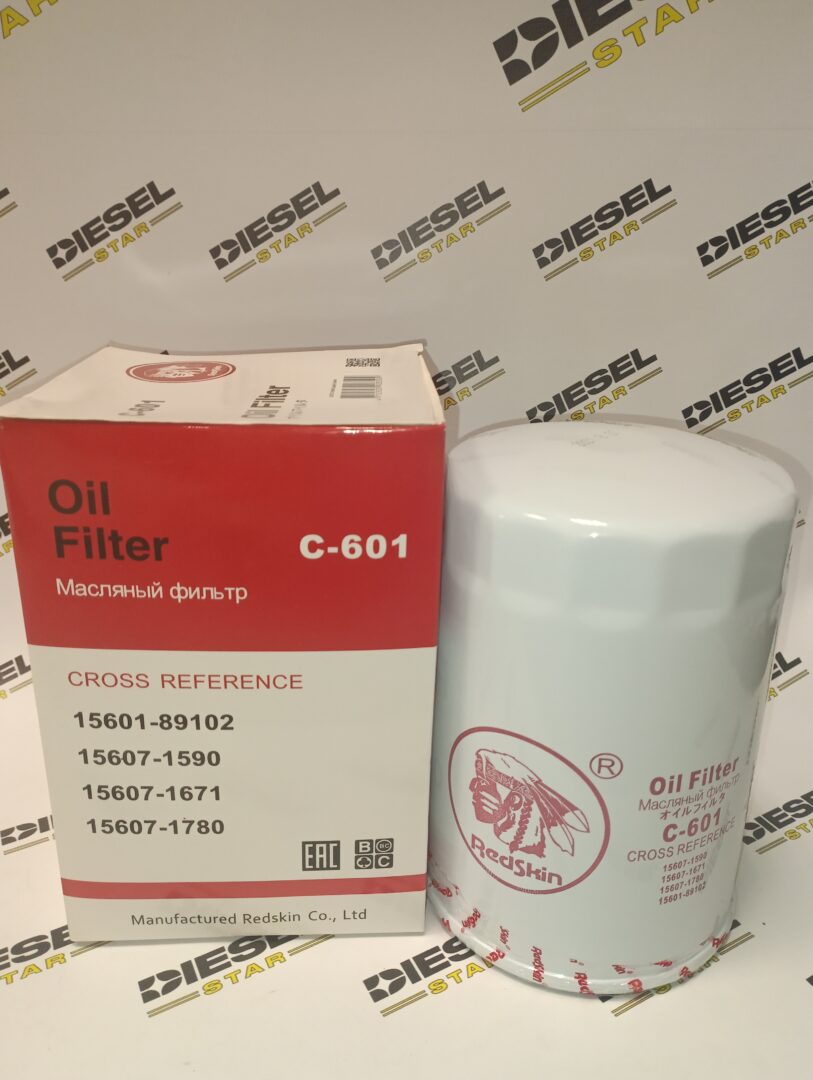 DIESEL
STAR
C-601
Oil Filter
Oil
Filter
C-601
Масляный фильтр
CROSS REFERENCE
15601-89102
15607-1590
15607-1671
15607-1780
EAC
B
C
Manufactured Redskin Co., Ltd
RedSkin
®
Oil Filter
Масляный фильтр
オイルフィルタ
C-601
CROSS REFERENCE
15607-1590
15607-1671
15607-1780
15601-89102
RedSkin